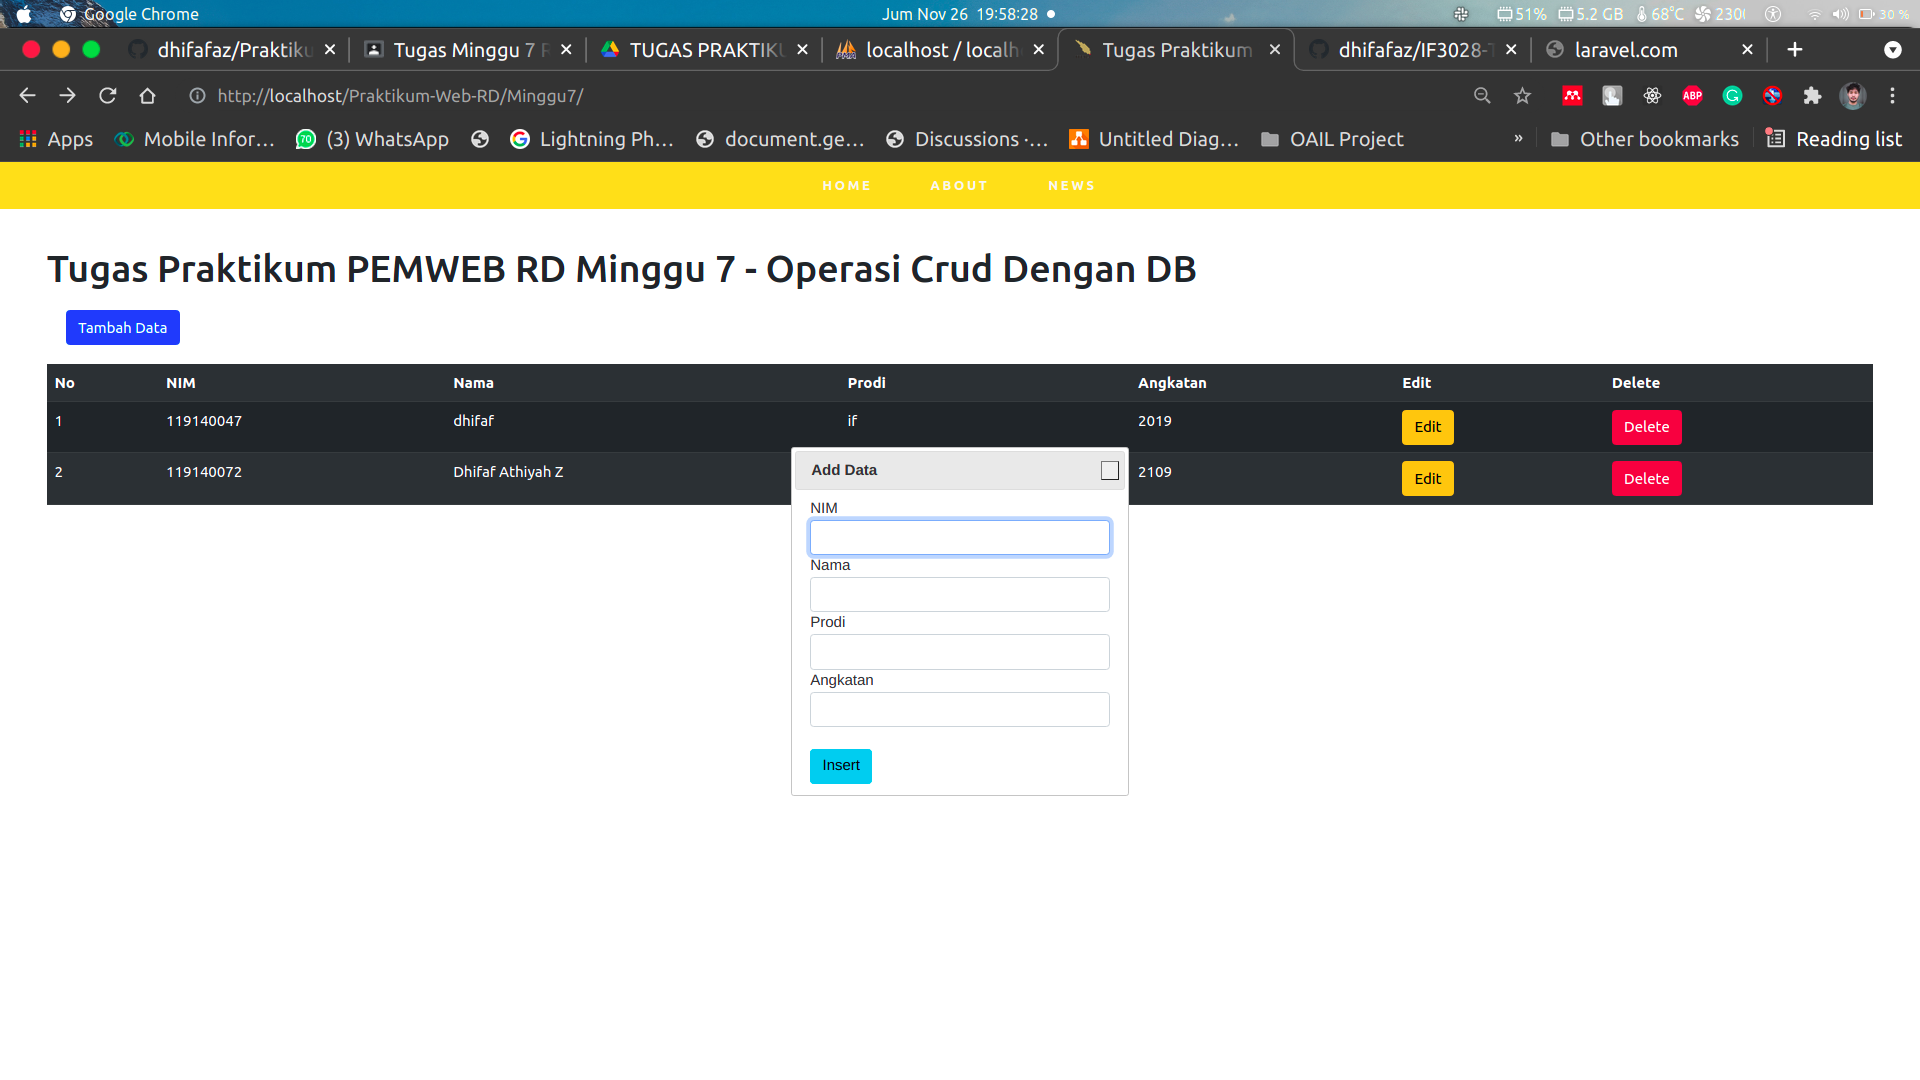 Google Chrome Jum Nov 26 19:58:28 51% 5.2 GB 68°C 230 30 %
dhifafaz/Praktiku Tugas Minggu 7 R TUGAS PRAKTIKU localhost / localh Tugas Praktikum dhifafaz/IF3028-T laravel.com
http://localhost/Praktikum-Web-RD/Minggu7/ ABP
Apps Mobile Infor... 70 (3) WhatsApp Lightning Ph... document.ge... Discussions ·... Untitled Diag... OAIL Project » Other bookmarks Reading list
HOME ABOUT NEWS
Tugas Praktikum PEMWEB RD Minggu 7 - Operasi Crud Dengan DB
Tambah Data
No NIM Nama Prodi Angkatan Edit Delete
1 119140047 dhifaf if 2019 Edit Delete
2 119140072 Dhifaf Athiyah Z 2109 Edit Delete
Add Data
NIM
Nama
Prodi
Angkatan
Insert